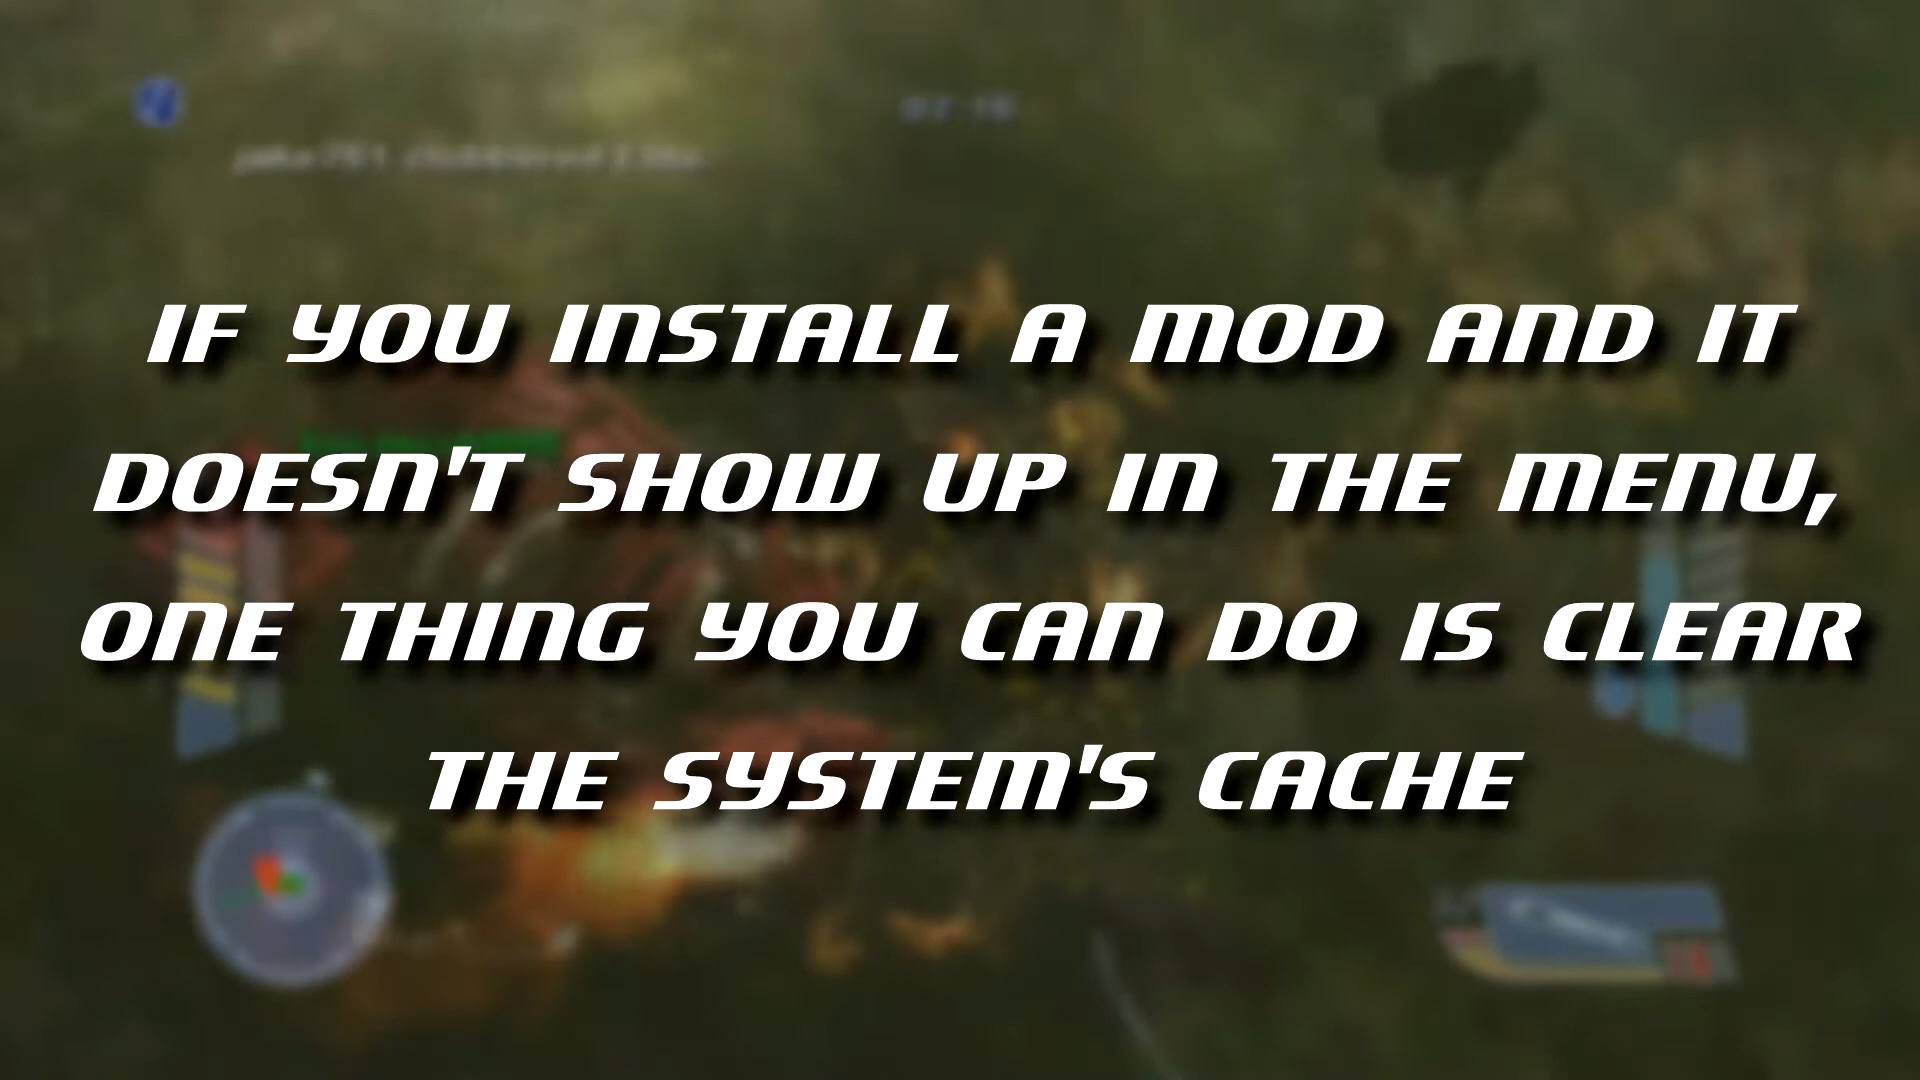 IF YOU INSTALL A MOD AND IT
DOESN'T SHOW UP IN THE MENU,
ONE THING YOU CAN DO IS CLEAR
THE SYSTEM'S CACHE